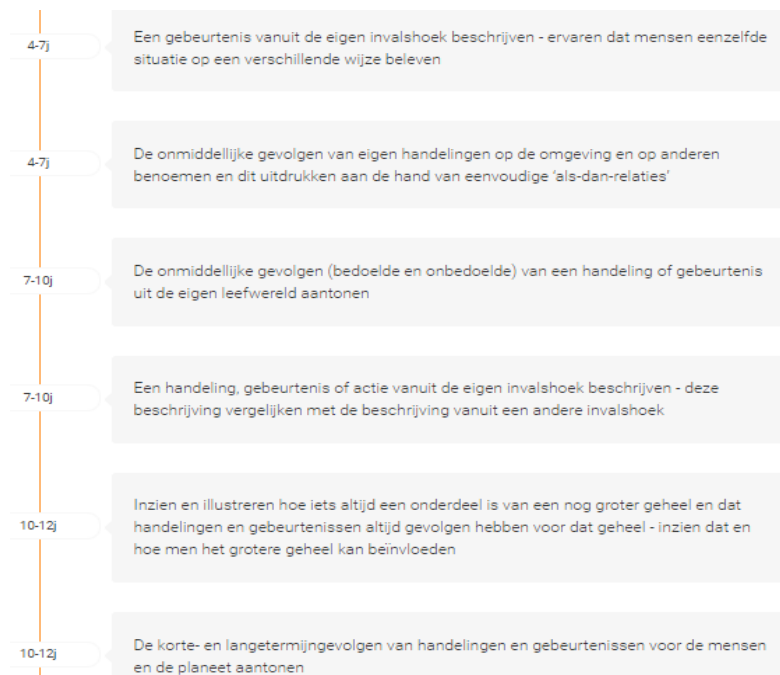 4-7j
Een gebeurtenis vanuit de eigen invalshoek beschrijven - ervaren dat mensen eenzelfde
situatie op een verschillende wijze beleven
4-7j
De onmiddellijke gevolgen van eigen handelingen op de omgeving en op anderen
benoemen en dit uitdrukken aan de hand van eenvoudige ‘als-dan-relaties’
7-10j
De onmiddellijke gevolgen (bedoelde en onbedoelde) van een handeling of gebeurtenis
uit de eigen leefwereld aantonen
7-10j
Een handeling, gebeurtenis of actie vanuit de eigen invalshoek beschrijven - deze
beschrijving vergelijken met de beschrijving vanuit een andere invalshoek
10-12j
Inzien en illustreren hoe iets altijd een onderdeel is van een nog groter geheel en dat
handelingen en gebeurtenissen altijd gevolgen hebben voor dat geheel - inzien dat en
hoe men het grotere geheel kan beïnvloeden
10-12j
De korte- en langetermijngevolgen van handelingen en gebeurtenissen voor de mensen
en de planeet aantonen